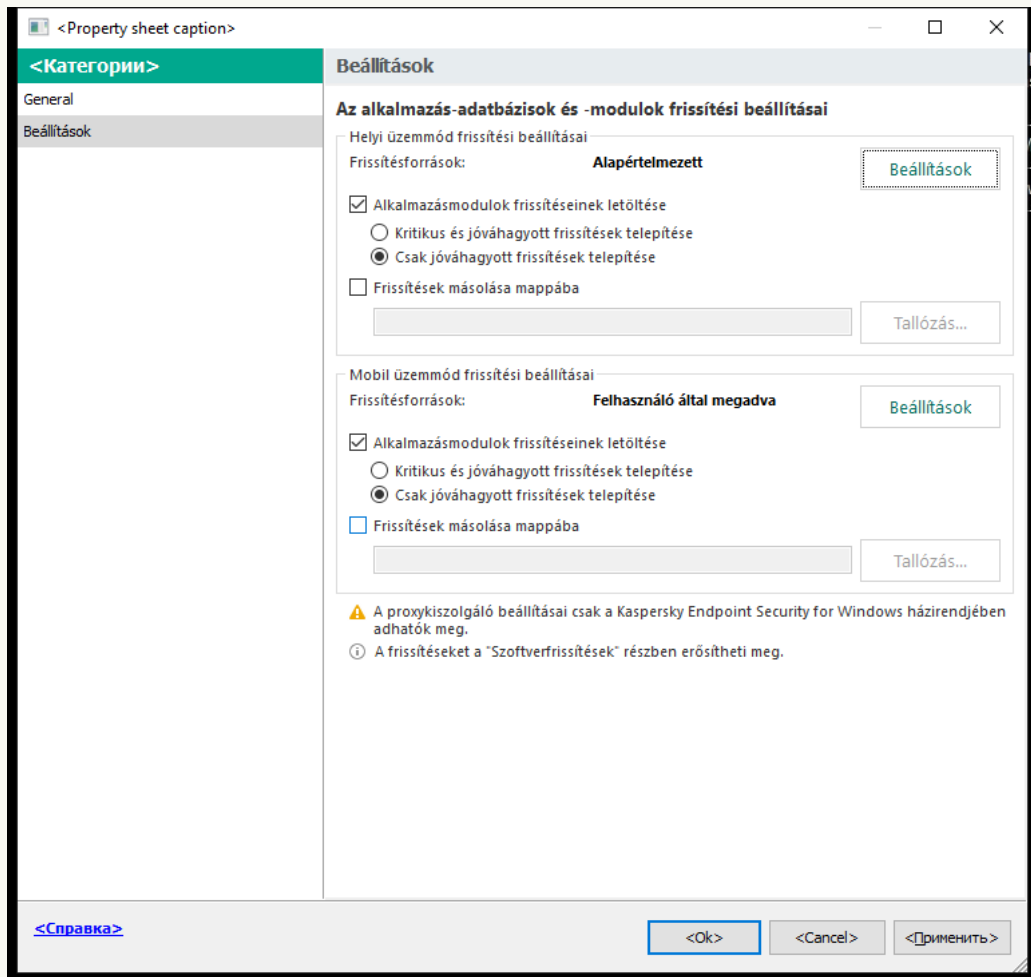 <Property sheet caption>
<Категории>
General
Beállítások
Beállítások
Az alkalmazás-adatbázisok és -modulok frissítési beállításai
Helyi üzemmód frissítési beállításai
Frissítésforrások: Alapértelmezett Beállítások
Alkalmazásmodulok frissítéseinek letöltése
Kritikus és jóváhagyott frissítések telepítése
Csak jóváhagyott frissítések telepítése
Frissítések másolása mappába
Tallózás...
Mobil üzemmód frissítési beállításai
Frissítésforrások: Felhasználó által megadva Beállítások
Alkalmazásmodulok frissítéseinek letöltése
Kritikus és jóváhagyott frissítések telepítése
Csak jóváhagyott frissítések telepítése
Frissítések másolása mappába
Tallózás...
A proxykiszolgáló beállításai csak a Kaspersky Endpoint Security for Windows házirendjében
adhatók meg.
A frissítéseket a "Szoftverfrissítések" részben erősítheti meg.
<Справка> <Ok> <Cancel> <Применить>